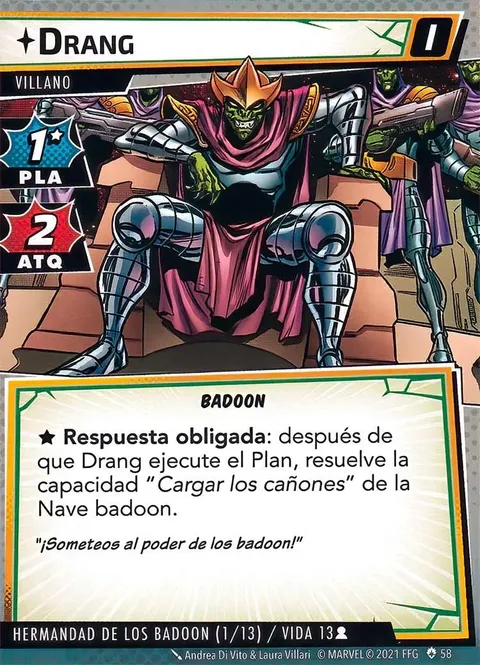 DRANG
I
VILLANO
1★
PLA
2
ATQ
BADOON
★ Respuesta obligada: después de
que Drang ejecute el Plan, resuelve la
capacidad “Cargar los cañones” de la
Nave badoon.
"¡Someteos al poder de los badoon!"
HERMANDAD DE LOS BADOON (1/13) / VIDA 13
Andrea Di Vito & Laura Villari © MARVEL © 2021 FFG 58